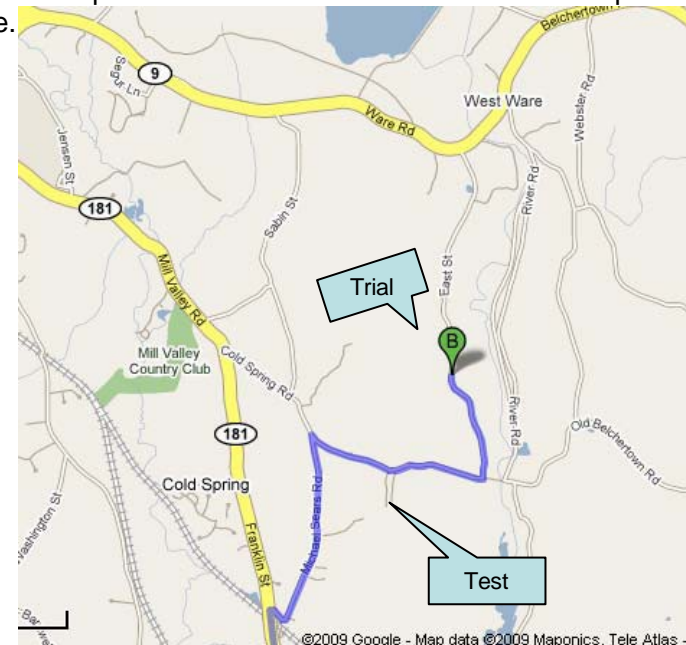 e.
Belchertown
9
Segur Ln
West Ware
Webster Rd
Ware Rd
Jensen St
River Rd
181
Sabin St
East St
Trial
Mill Valley Rd
B
Mill Valley
Country Club
Cold Spring Rd
River Rd
Old Belchertown Rd
181
Cold Spring
Michael Sears Rd
Washington St
Franklin St
Test
©2009 Google - Map data ©2009 Maponics, Tele Atlas -